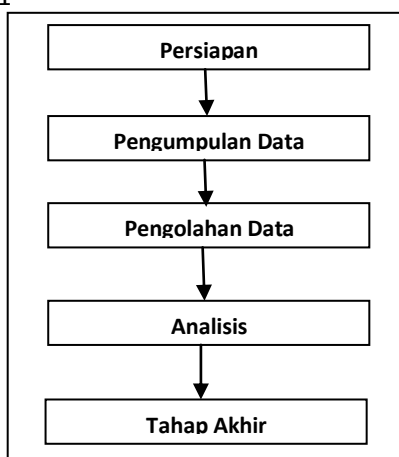 Persiapan
Pengumpulan Data
Pengolahan Data
Analisis
Tahap Akhir